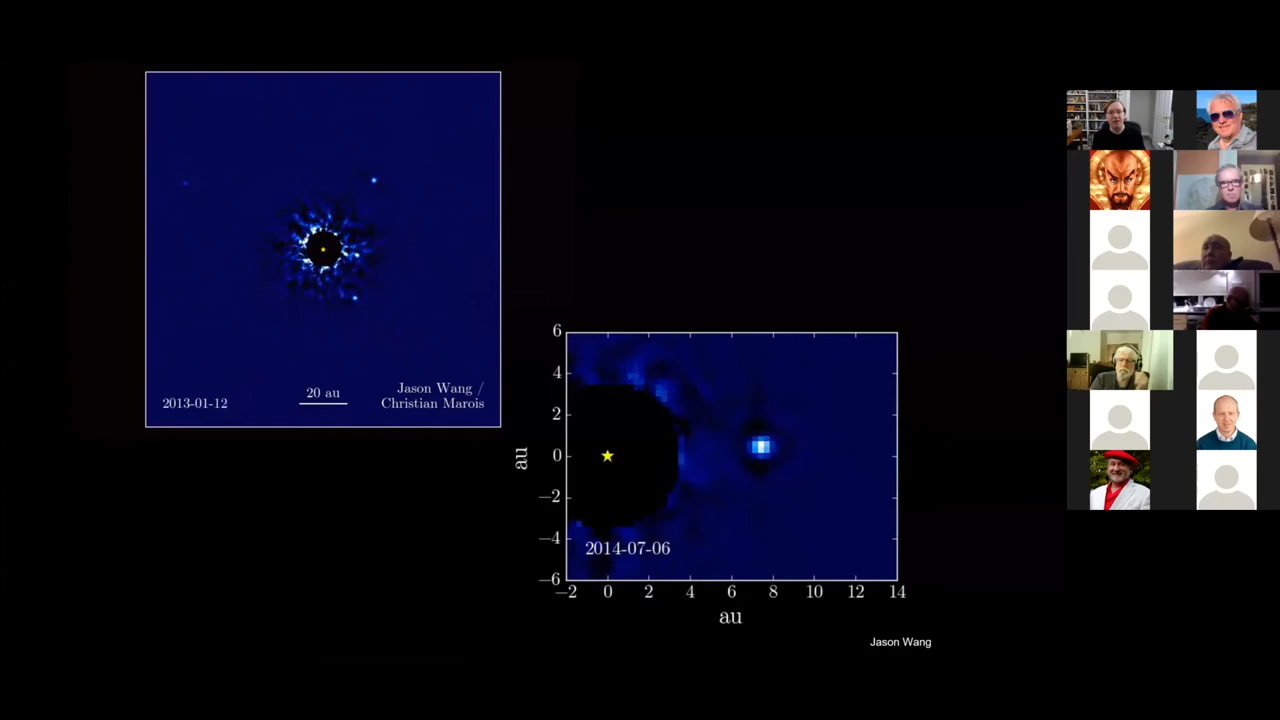 2013-01-12
20 au
Jason Wang /
Christian Marois
6
4
2
0
−2
−4
−6
au
2014-07-06
−2 0 2 4 6 8 10 12 14
au
Jason Wang